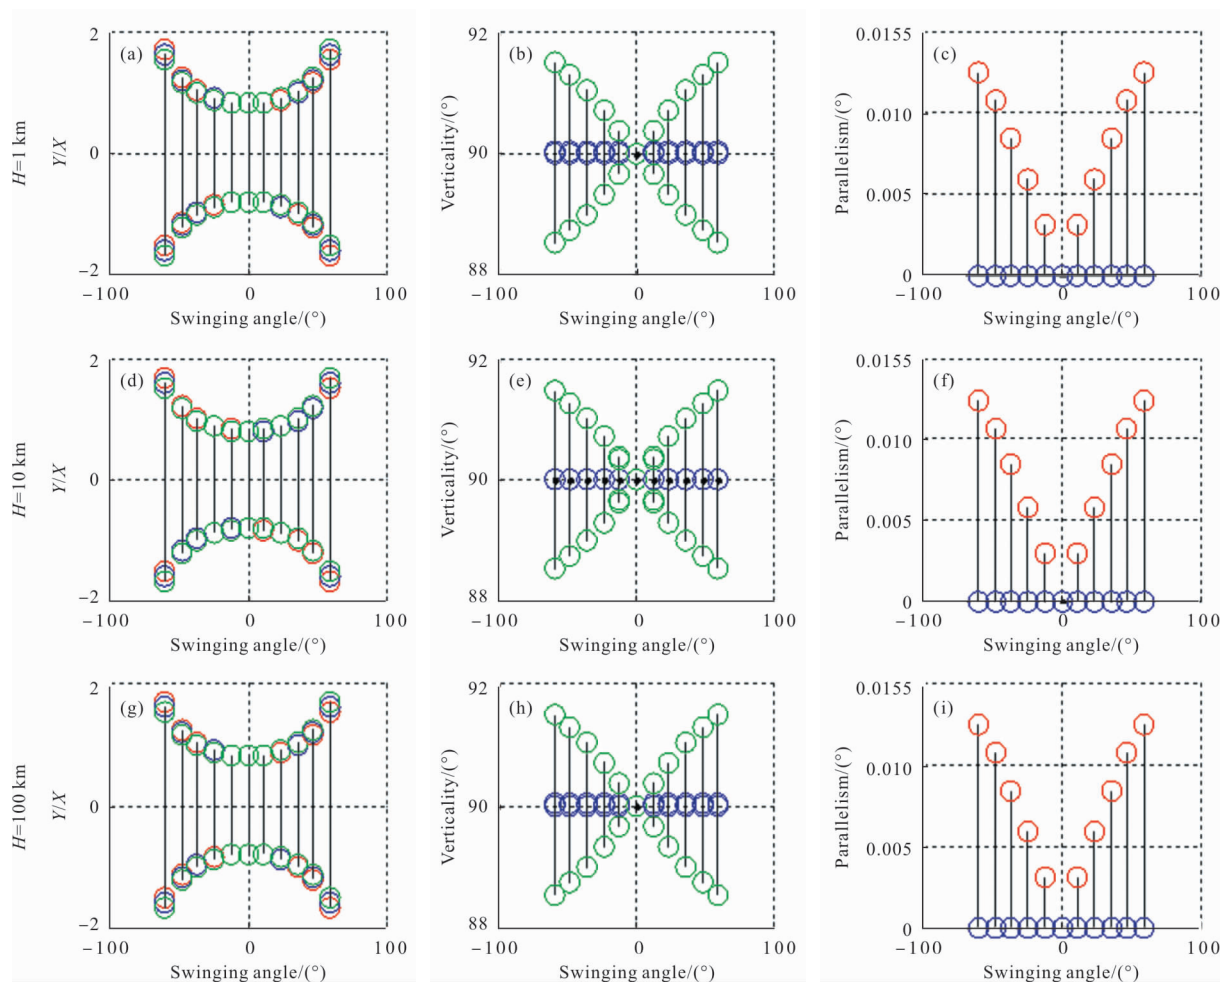 H=1 km
Y/X
2
0
−2
−100
0
100
(a)
Swinging angle/(°)
Verticality/(°)
92
90
88
−100
0
100
(b)
Swinging angle/(°)
Parallelism/(°)
0.0155
0.010
0.005
0
−100
0
100
(c)
Swinging angle/(°)
H=10 km
Y/X
2
0
−2
−100
0
100
(d)
Swinging angle/(°)
Verticality/(°)
92
90
88
−100
0
100
(e)
Swinging angle/(°)
Parallelism/(°)
0.0155
0.010
0.005
0
−100
0
100
(f)
Swinging angle/(°)
H=100 km
Y/X
2
0
−2
−100
0
100
(g)
Swinging angle/(°)
Verticality/(°)
92
90
88
−100
0
100
(h)
Swinging angle/(°)
Parallelism/(°)
0.0155
0.010
0.005
0
−100
0
100
(i)
Swinging angle/(°)